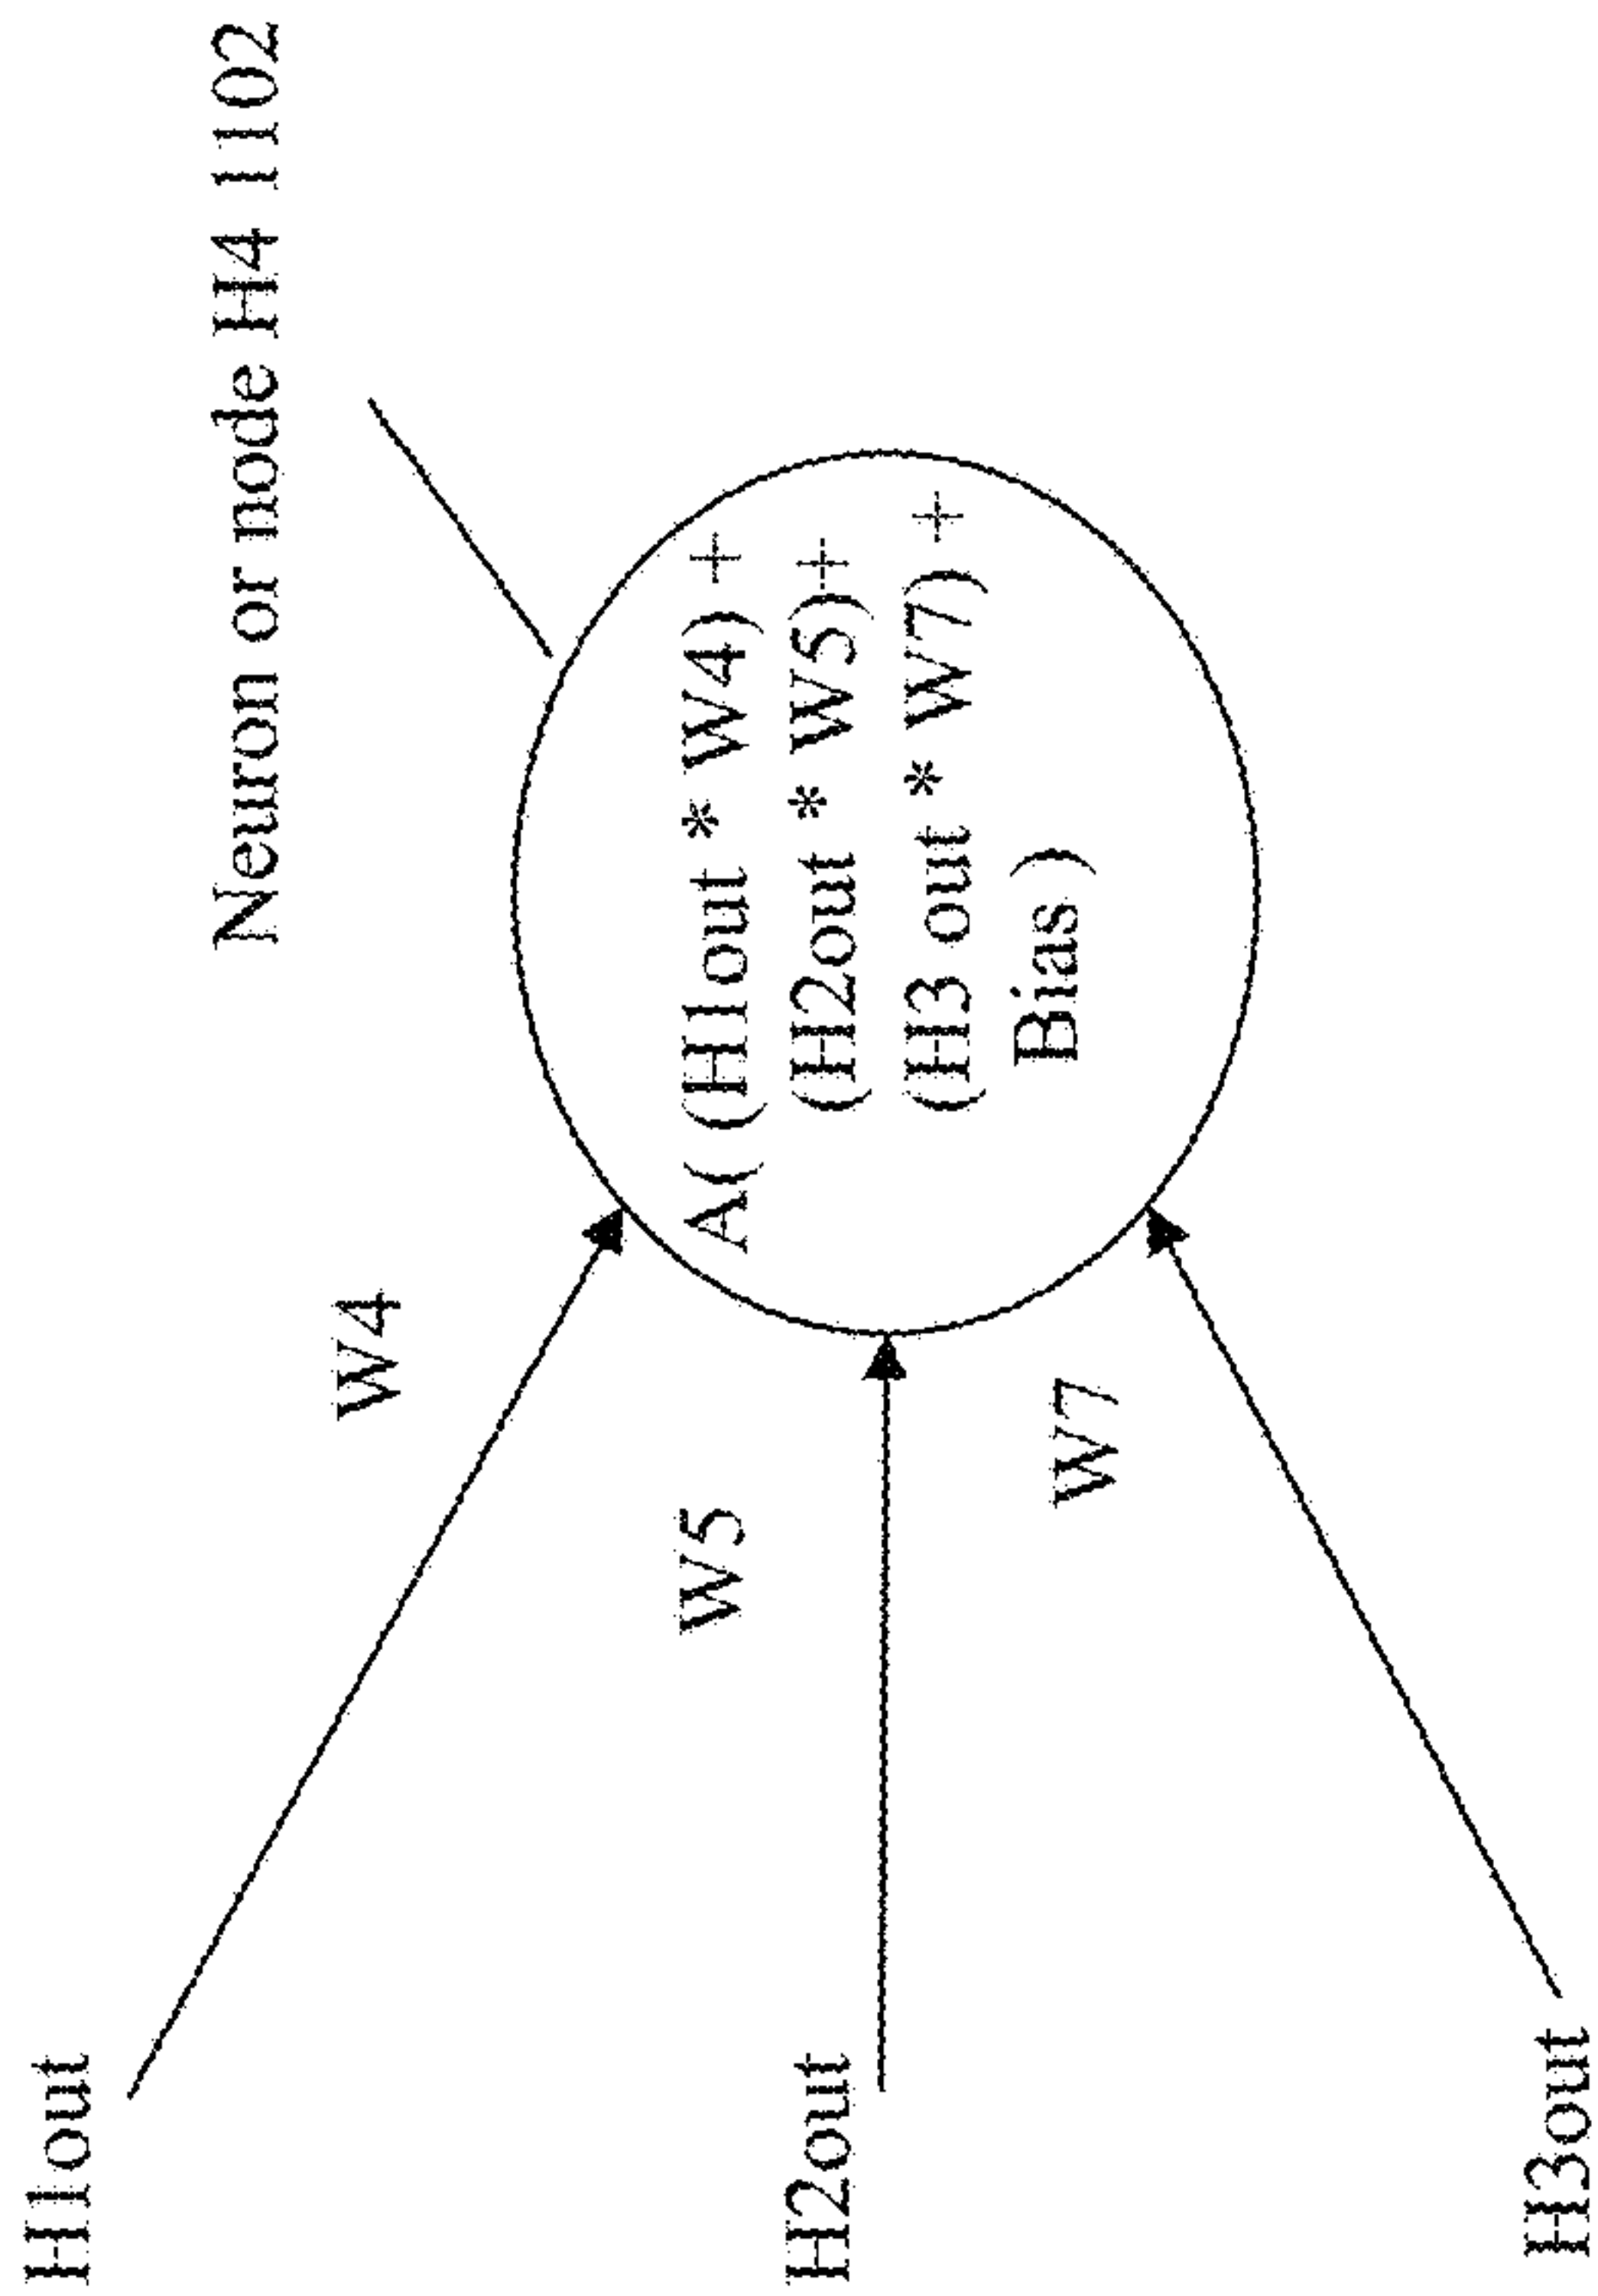 Neuron or node H4 1102
H1out
W4
A( (H1out * W4) +
(H2out * W5)+
(H3 out * W7) +
Bias )
W5
H2out
W7
H3out